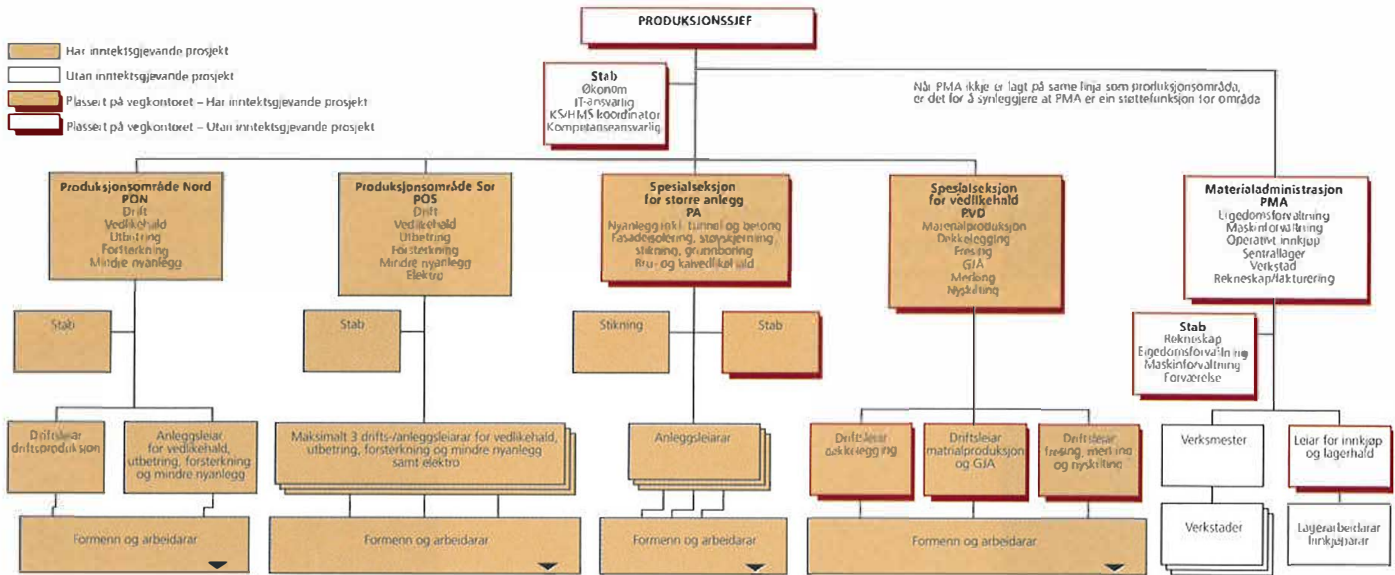 PRODUKSJONSSJEF
Har inntektsgjevande prosjekt
Utan inntektsgjevande prosjekt
Plassert på vegkontoret – Har inntektsgjevande prosjekt
Plassert på vegkontoret – Utan inntektsgjevande prosjekt
Stab
Økonom
IT-ansvarlig
KS/HMS koordinator
Kompetanseansvarlig
Når PMA ikkje er lagt på same linja som produksjonsområda,
er det for å synleggjere at PMA er ein støttefunksjon for områda
Produksjonsområde Nord
PON
Drift
Vedlikehald
Utbetring
Forsterkning
Mindre nyanlegg
Produksjonsområde Sør
POS
Drift
Vedlikehald
Utbetring
Forsterkning
Mindre nyanlegg
Elektro
Spesialseksjon
for større anlegg
PA
Nyanlegg inkl. tunnel og betong
Fasadeisolering, støyskjerming,
stikning, grunnboring
Bru- og kaivedlikehald
Spesialseksjon
for vedlikehald
PVD
Materialproduksjon
Dekkelegging
Fresing
GJA
Merking
Nyskilting
Materialadministrasjon
PMA
Eigedomsforvaltning
Maskinforvaltning
Operativt innkjøp
Sentrallager
Verkstad
Rekneskap/fakturering
Stab
Stab
Stikning
Stab
Stab
Rekneskap
Eigedomsforvaltning
Maskinforvaltning
Forværelse
Driftsleiar
driftsproduksjon
Anleggsleiar
for vedlikehald,
utbetring, forsterkning
og mindre nyanlegg
Maksimalt 3 drifts-/anleggsleiarar for vedlikehald,
utbetring, forsterkning og mindre nyanlegg
samt elektro
Anleggsleiarar
Driftsleiar
dekkelegging
Driftsleiar
matrialproduksjon
og GJA
Driftsleiar
fresing, merking
og nyskilting
Verksmester
Leiar for innkjøp
og lagerhald
Formenn og arbeidarar
Formenn og arbeidarar
Formenn og arbeidarar
Formenn og arbeidarar
Verkstader
Lagerarbeidarar
Innkjøparar